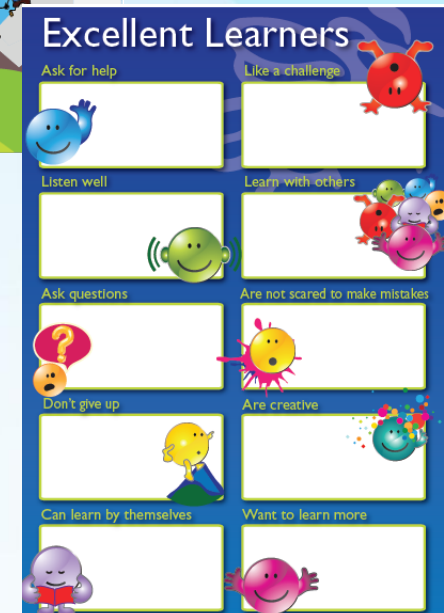 Excellent Learners
Ask for help
Like a challenge
Listen well
Learn with others
Ask questions
Are not scared to make mistakes
?
Don't give up
Are creative
Can learn by themselves
Want to learn more